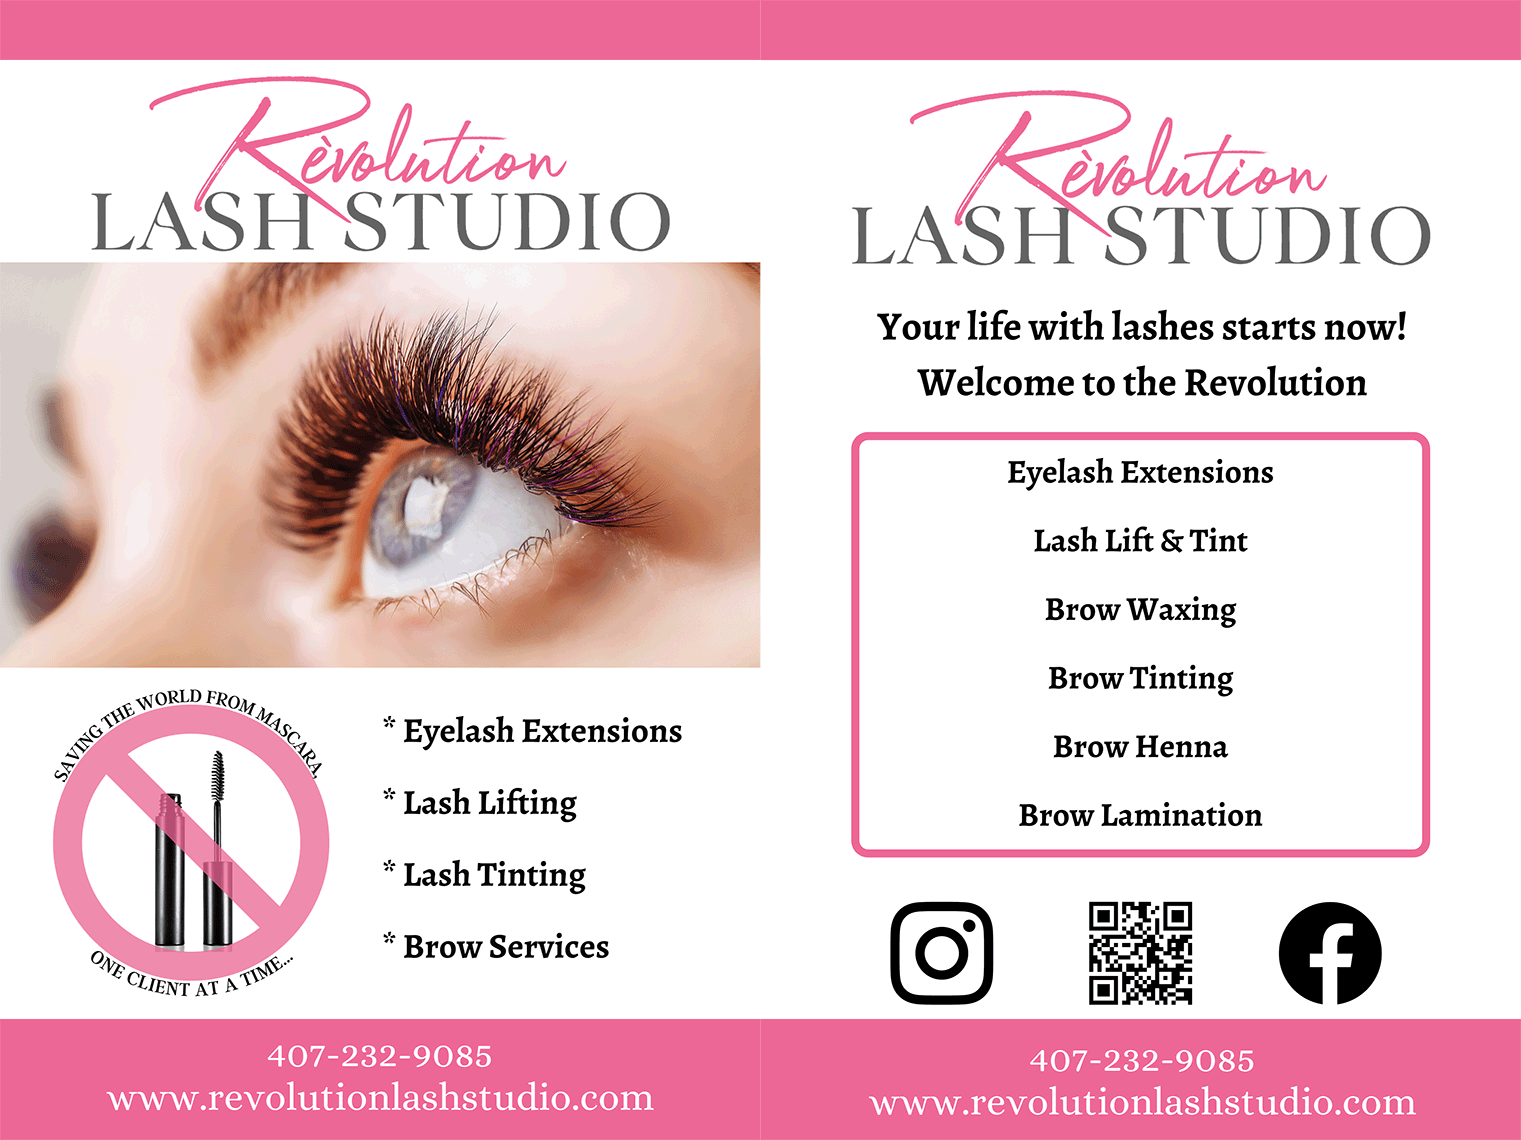 Rèvolution
LASH STUDIO
SAVING THE WORLD FROM MASCARA,
ONE CLIENT AT A TIME...
* Eyelash Extensions
* Lash Lifting
* Lash Tinting
* Brow Services
407-232-9085
www.revolutionlashstudio.com
Rèvolution
LASH STUDIO
Your life with lashes starts now!
Welcome to the Revolution
Eyelash Extensions
Lash Lift & Tint
Brow Waxing
Brow Tinting
Brow Henna
Brow Lamination
407-232-9085
www.revolutionlashstudio.com